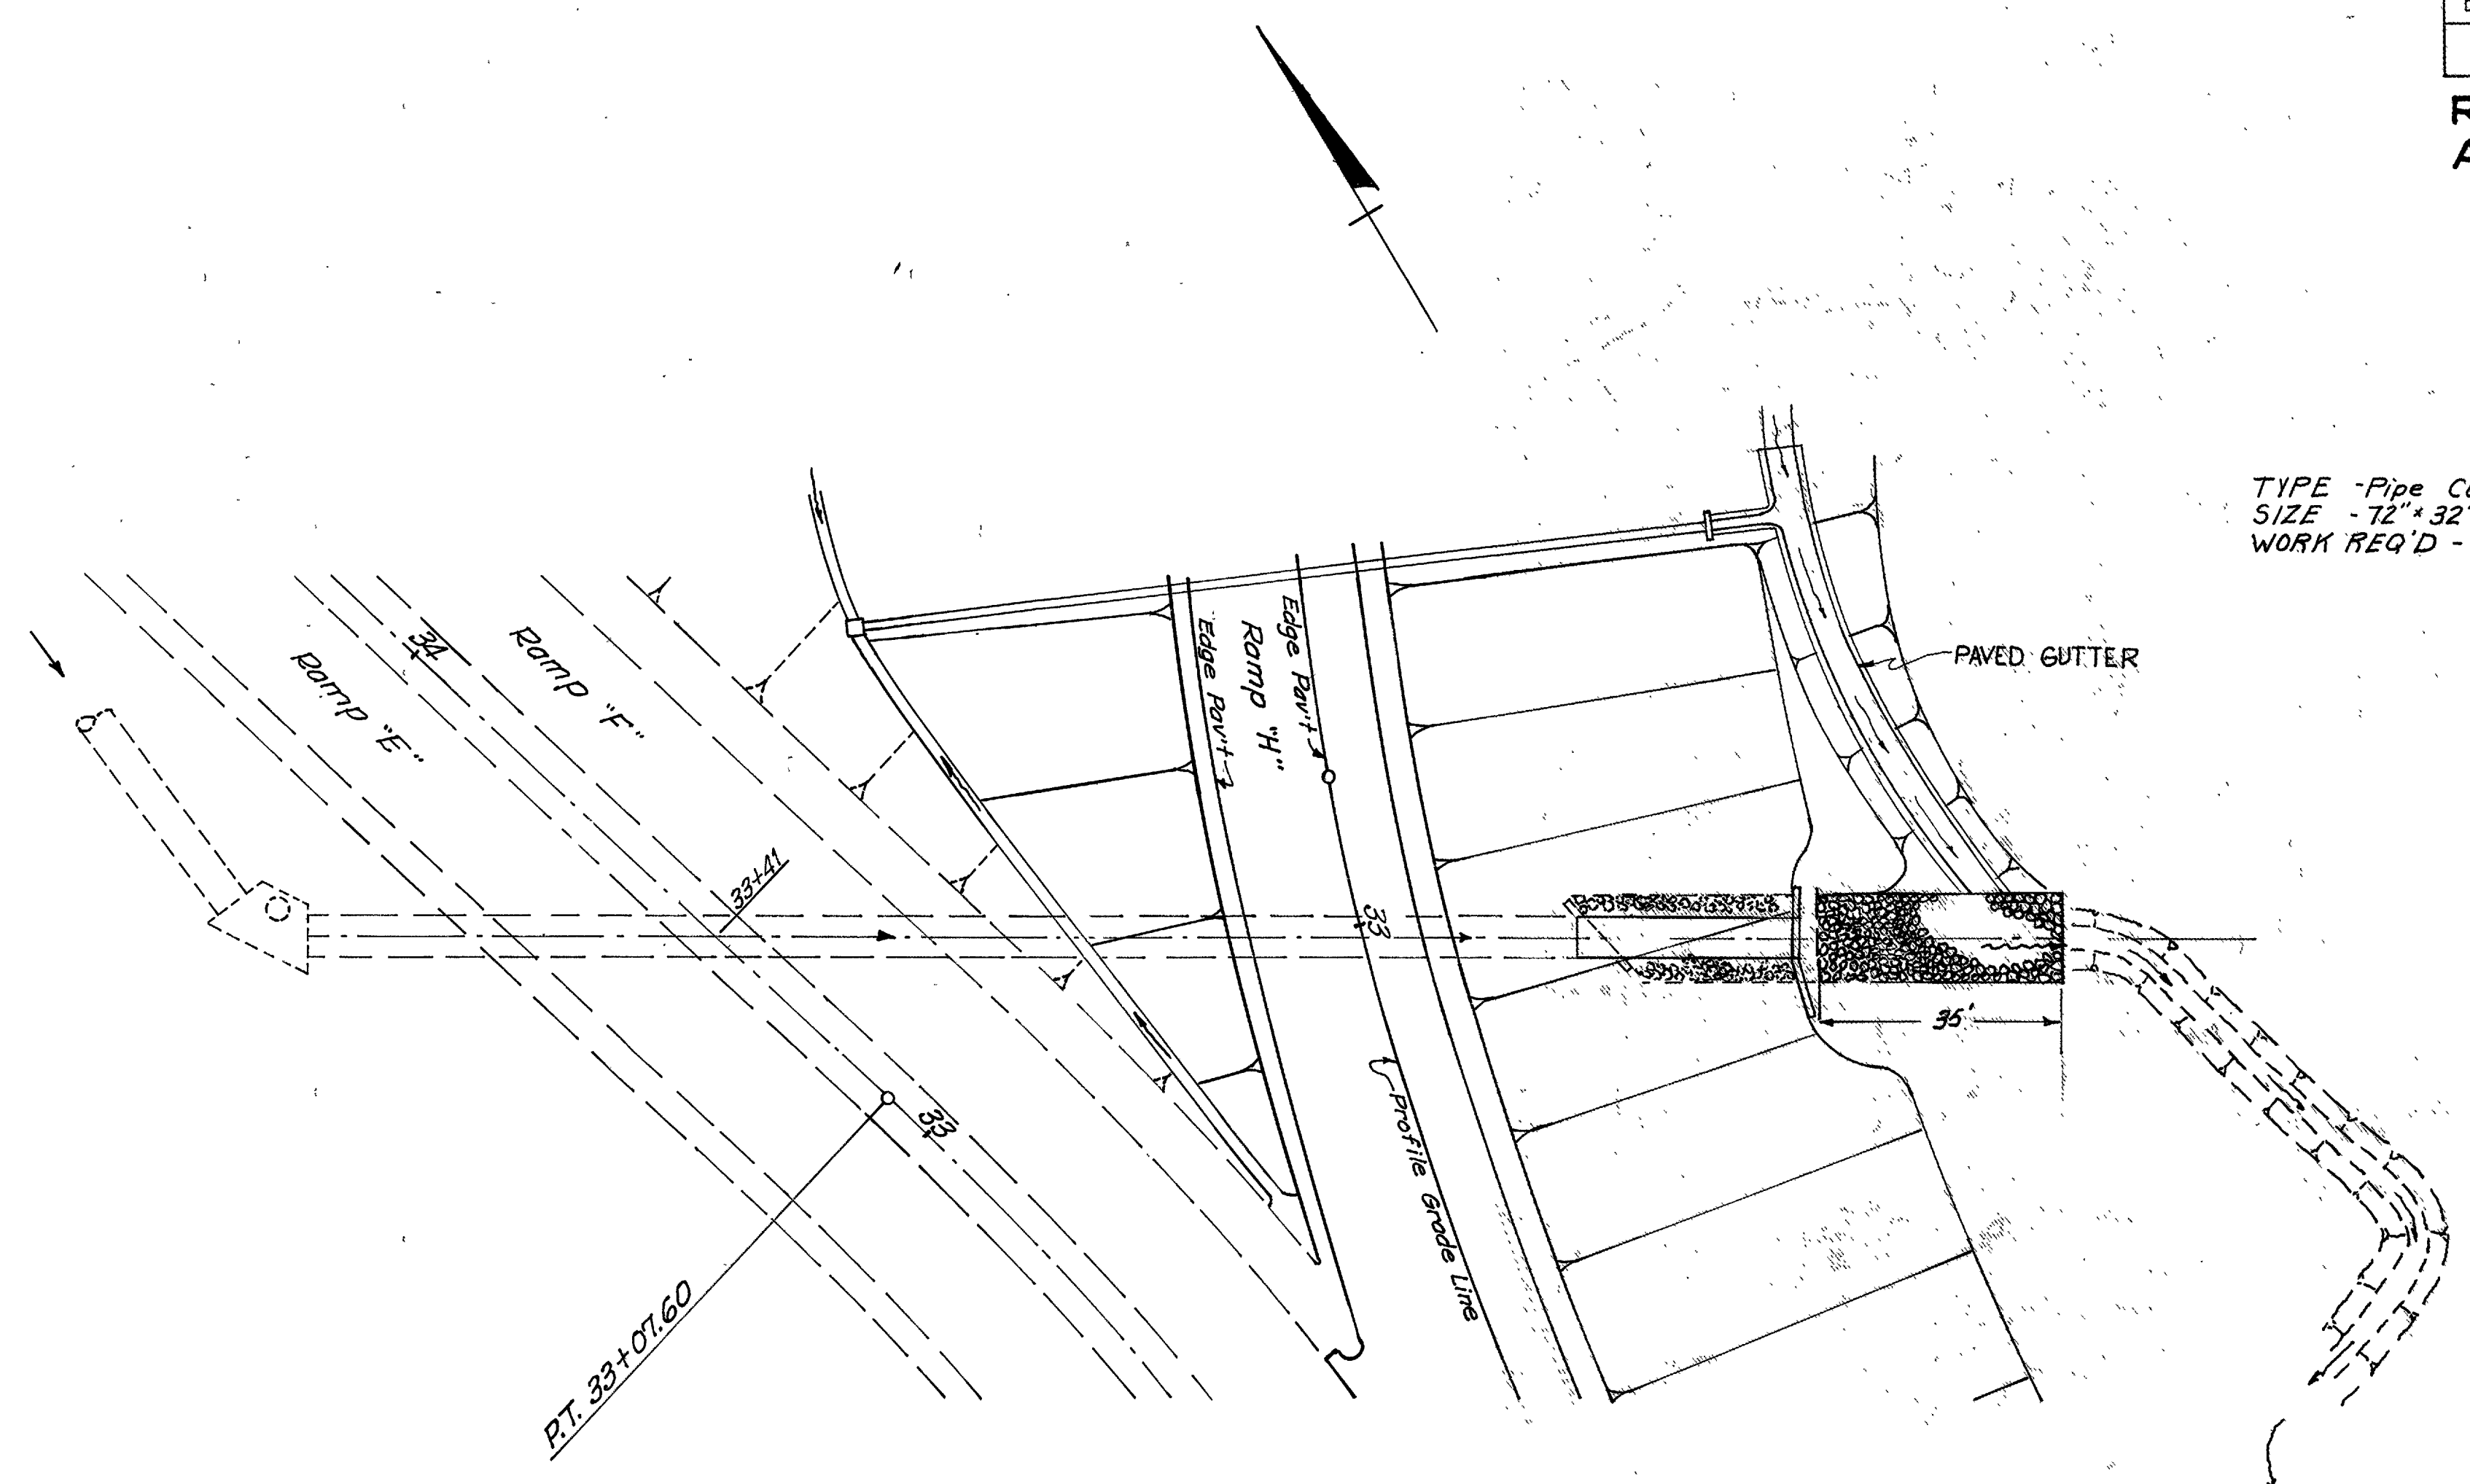 R
A
TYPE - Pipe
SIZE - 72" x 32'
WORK REQ'D -
PAVED GUTTER
34
Ramp "F"
Ramp "E"
Edge Pav't
Ramp "H"
Edge Pav't
33+41
33
35'
33
Profile Grade Line
P.T. 33+07.60